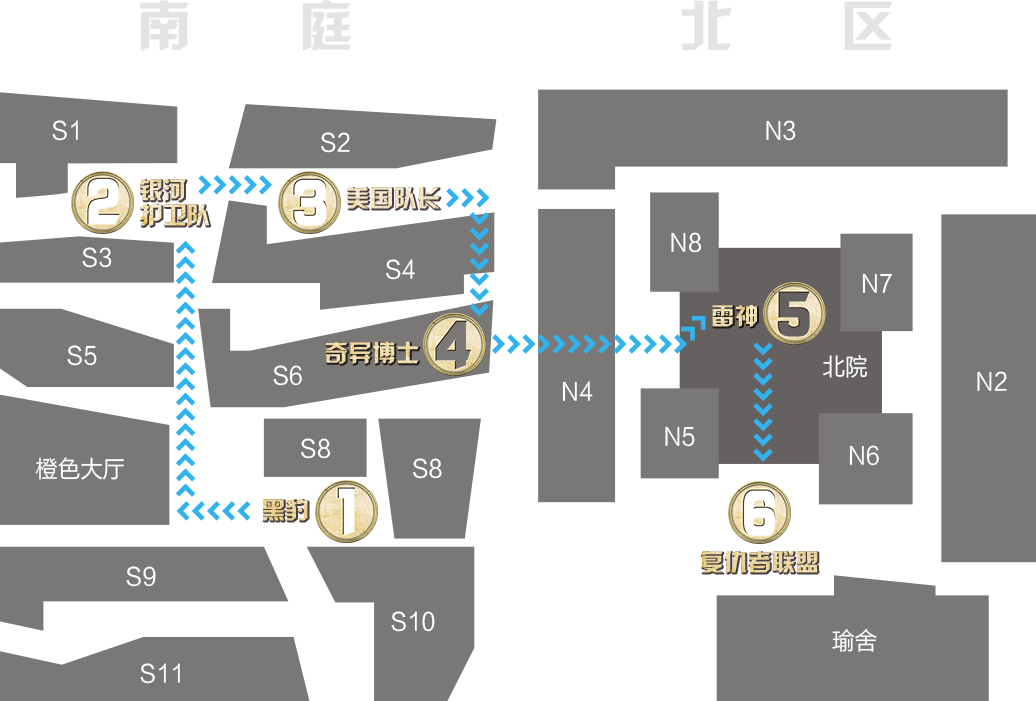 南庭
北区
S1
S2
N3
2
银河
护卫队
3
美国队长
S3
S4
N8
N7
5
雷神
S5
S6
奇异博士
4
N4
北院
N2
橙色大厅
S8
S8
N5
N6
黑豹
1
6
复仇者联盟
S9
S10
S11
瑜舍